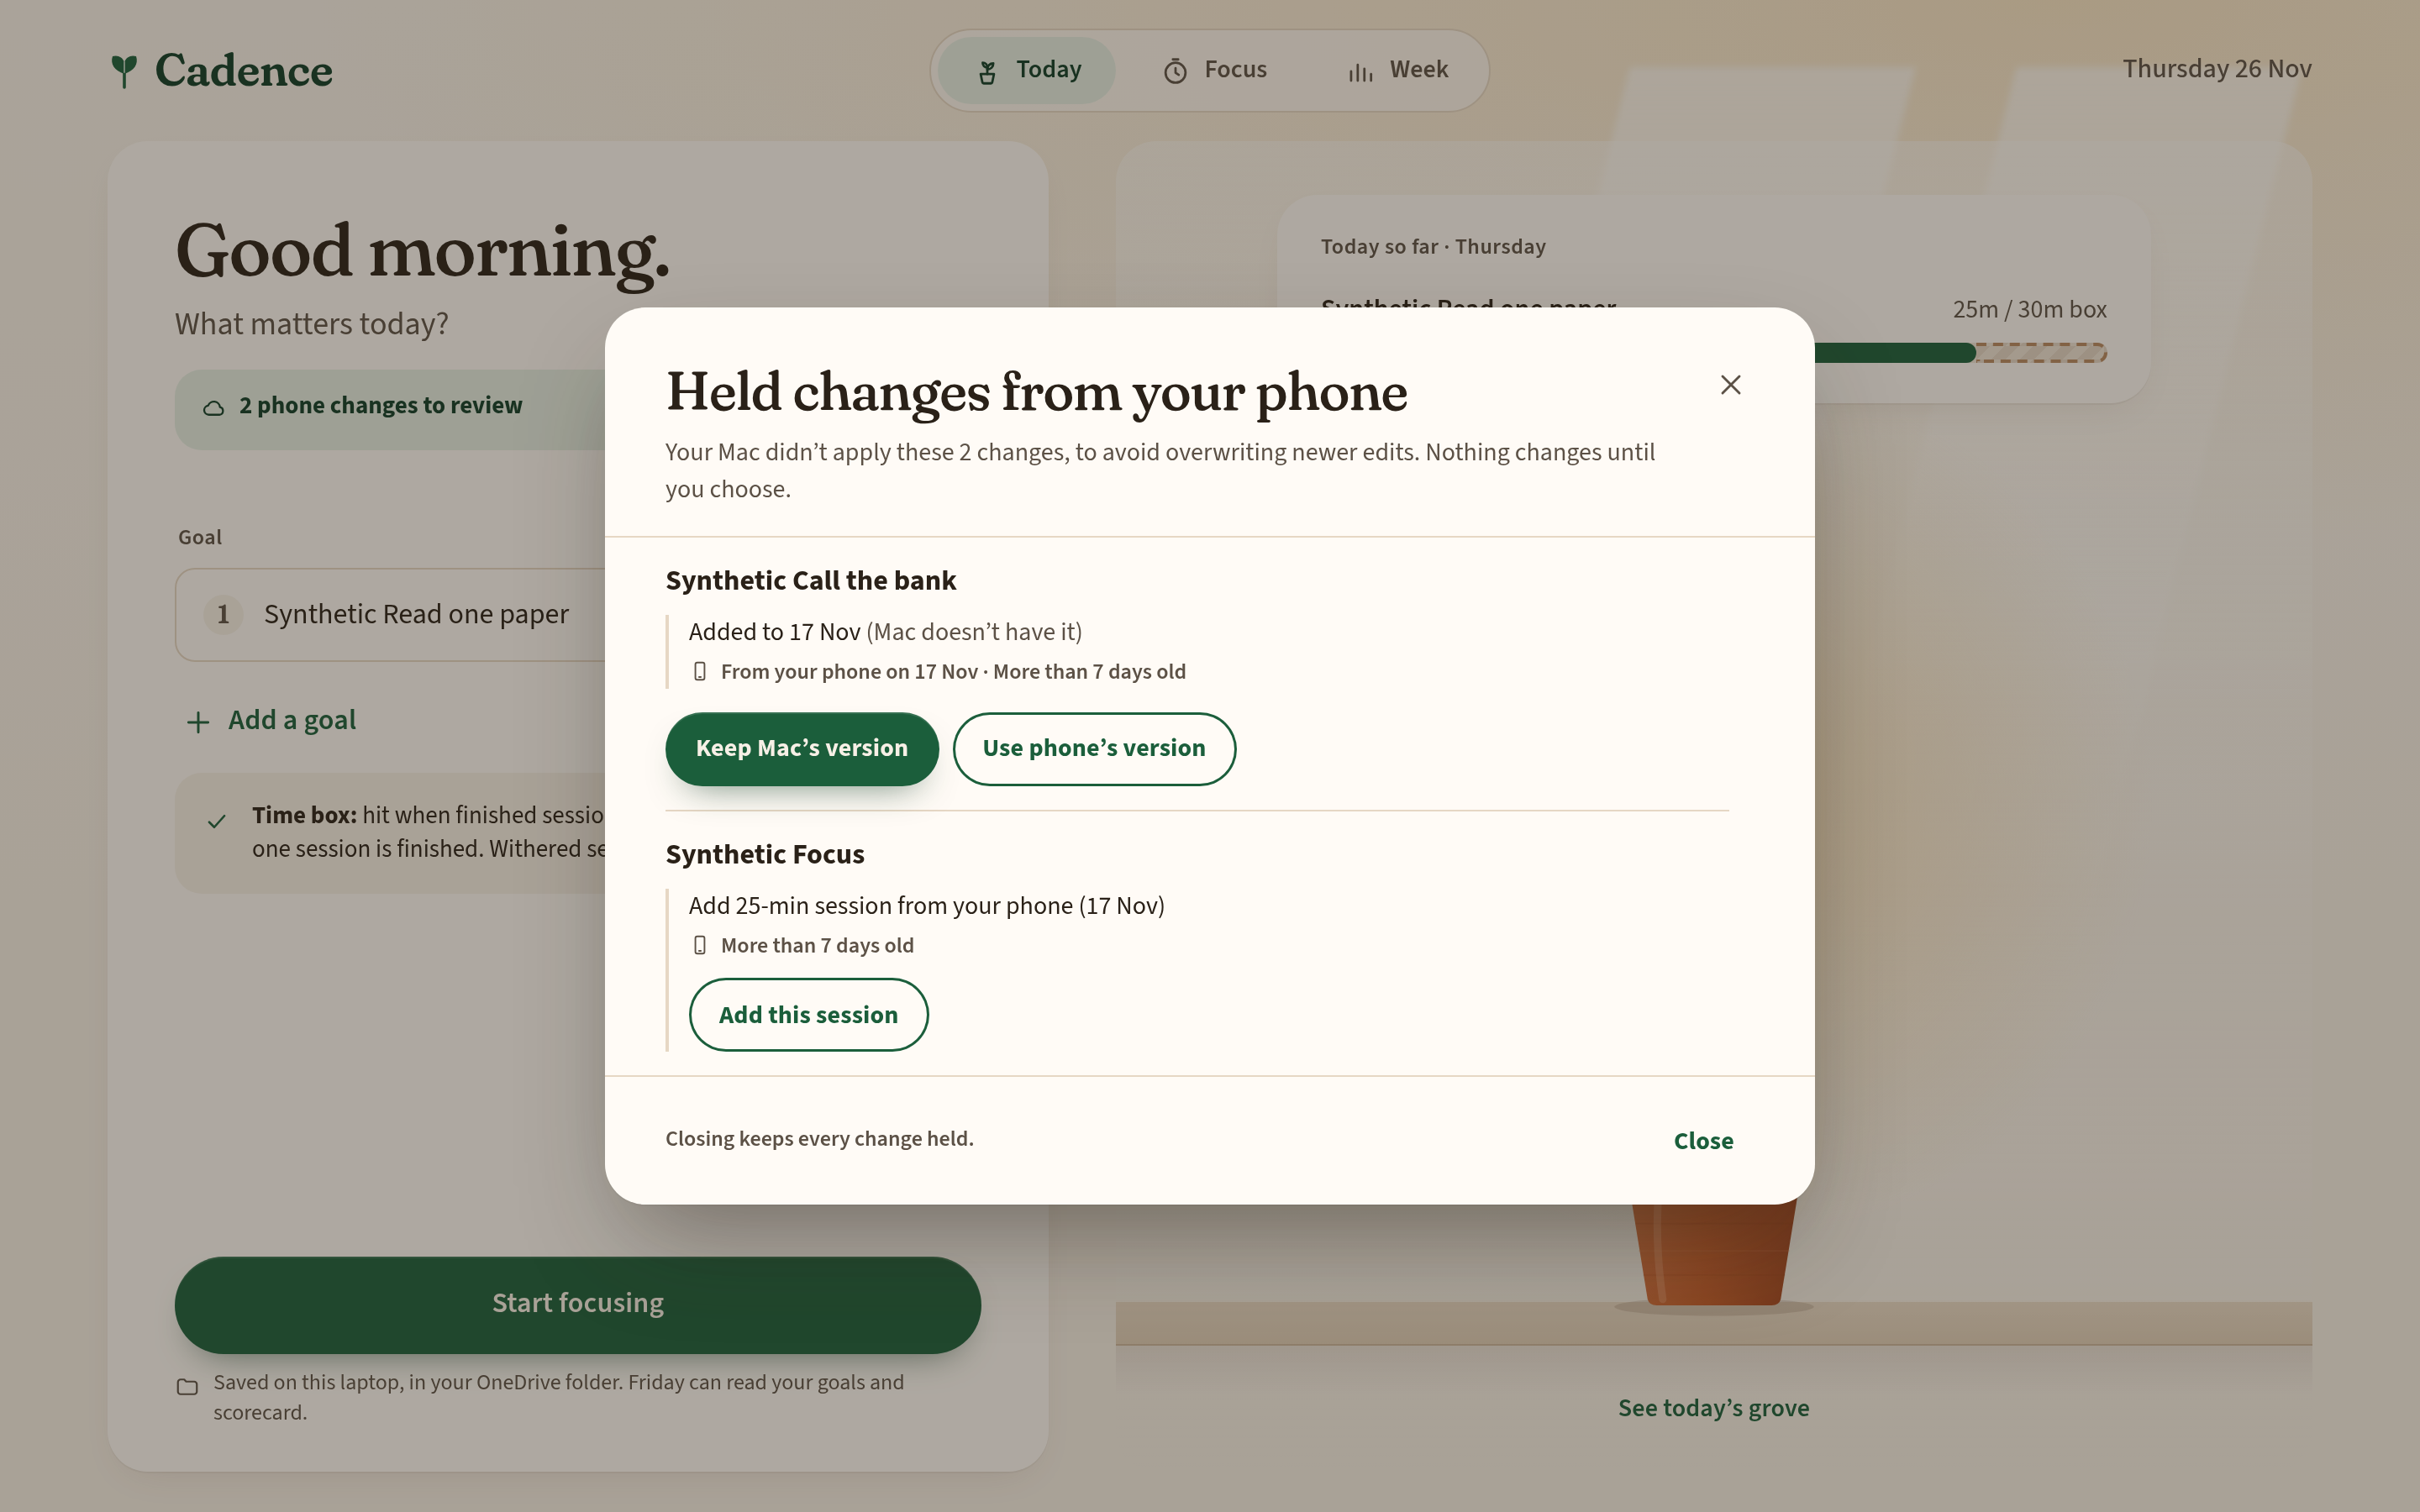 Cadence
Today
Focus
Week
Thursday 26 Nov
Good morning.
What matters today?
2 phone changes to review
Goal
1 Synthetic Read one paper
Add a goal
Time box: hit when finished sessio
one session is finished. Withered se
Start focusing
Saved on this laptop, in your OneDrive folder. Friday can read your goals and
scorecard.
Today so far · Thursday
Synthetic Read one paper
25m / 30m box
See today’s grove
Held changes from your phone
Your Mac didn’t apply these 2 changes, to avoid overwriting newer edits. Nothing changes until
you choose.
Synthetic Call the bank
Added to 17 Nov (Mac doesn’t have it)
From your phone on 17 Nov · More than 7 days old
Keep Mac’s version
Use phone’s version
Synthetic Focus
Add 25-min session from your phone (17 Nov)
More than 7 days old
Add this session
Closing keeps every change held.
Close